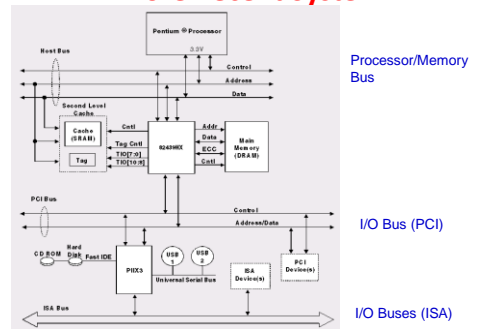 Pentium ® Processor
3.3V
Host Bus
Control
Address
Data
Processor/Memory
Bus
Second Level
Cache
Cache
(SRAM)
Tag
Cntl
Tag Cntl
TIO[7:0]
TIO[10:8]
Addr
Data
ECC
Cntl
Main
Memory
(DRAM)
PCI Bus
Control
Address/Data
I/O Bus (PCI)
CD ROM
Hard
Disk
Fast IDE
PIIX3
USB
1
USB
2
Universal Serial Bus
ISA
Device(s)
PCI
Device(s)
ISA Bus
I/O Buses (ISA)